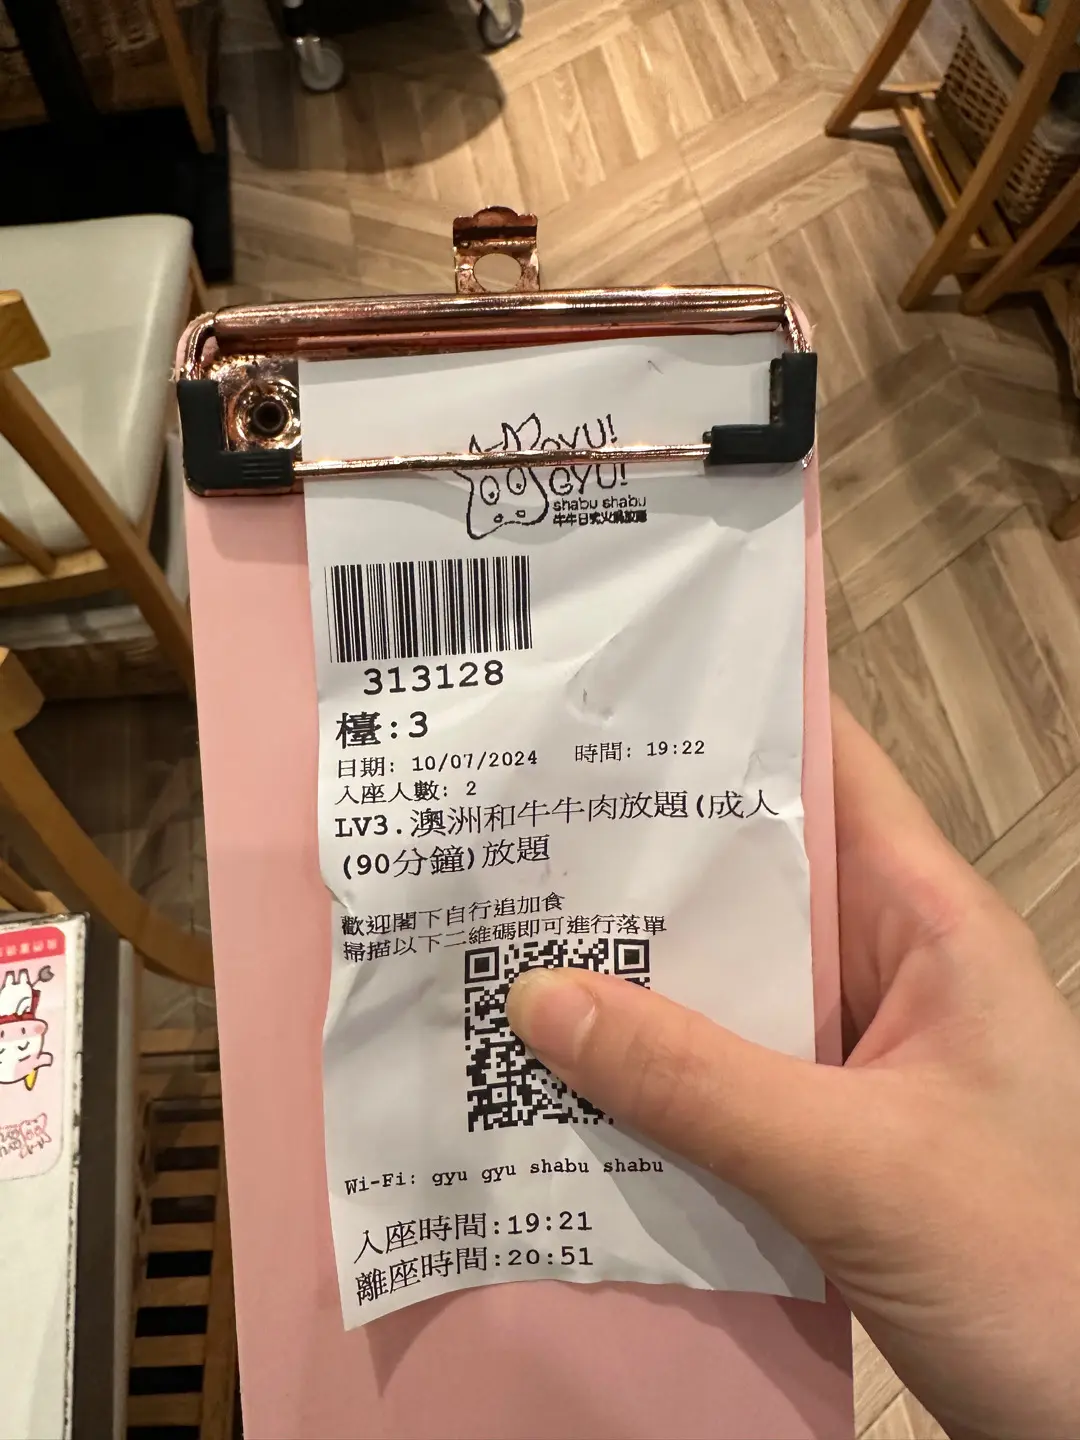 GYU!
GYU!
shabu shabu
牛牛日式火鍋放題
313128
檯:3
日期: 10/07/2024 時間: 19:22
入座人數: 2
LV3.澳洲和牛牛肉放題(成人
(90分鐘)放題
歡迎閣下自行追加食
掃描以下二維碼即可進行落單
Wi-Fi: gyu gyu shabu shabu
入座時間:19:21
離座時間:20:51